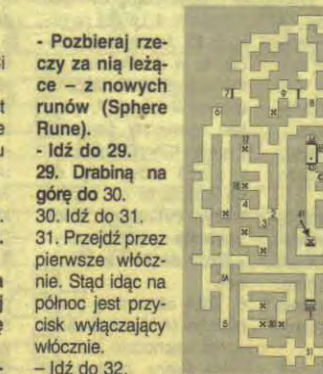 - Pozbieraj rze-
czy za nią leżą-
ce – z nowych
runów (Sphere
Rune).
- Idź do 29.
29. Drabiną na
górę do 30.
30. Idź do 31.
31. Przejdź przez
pierwsze włócz-
nie. Stąd idąc na
północ jest przy-
cisk wyłączający
włócznie.
– Idź do 32.